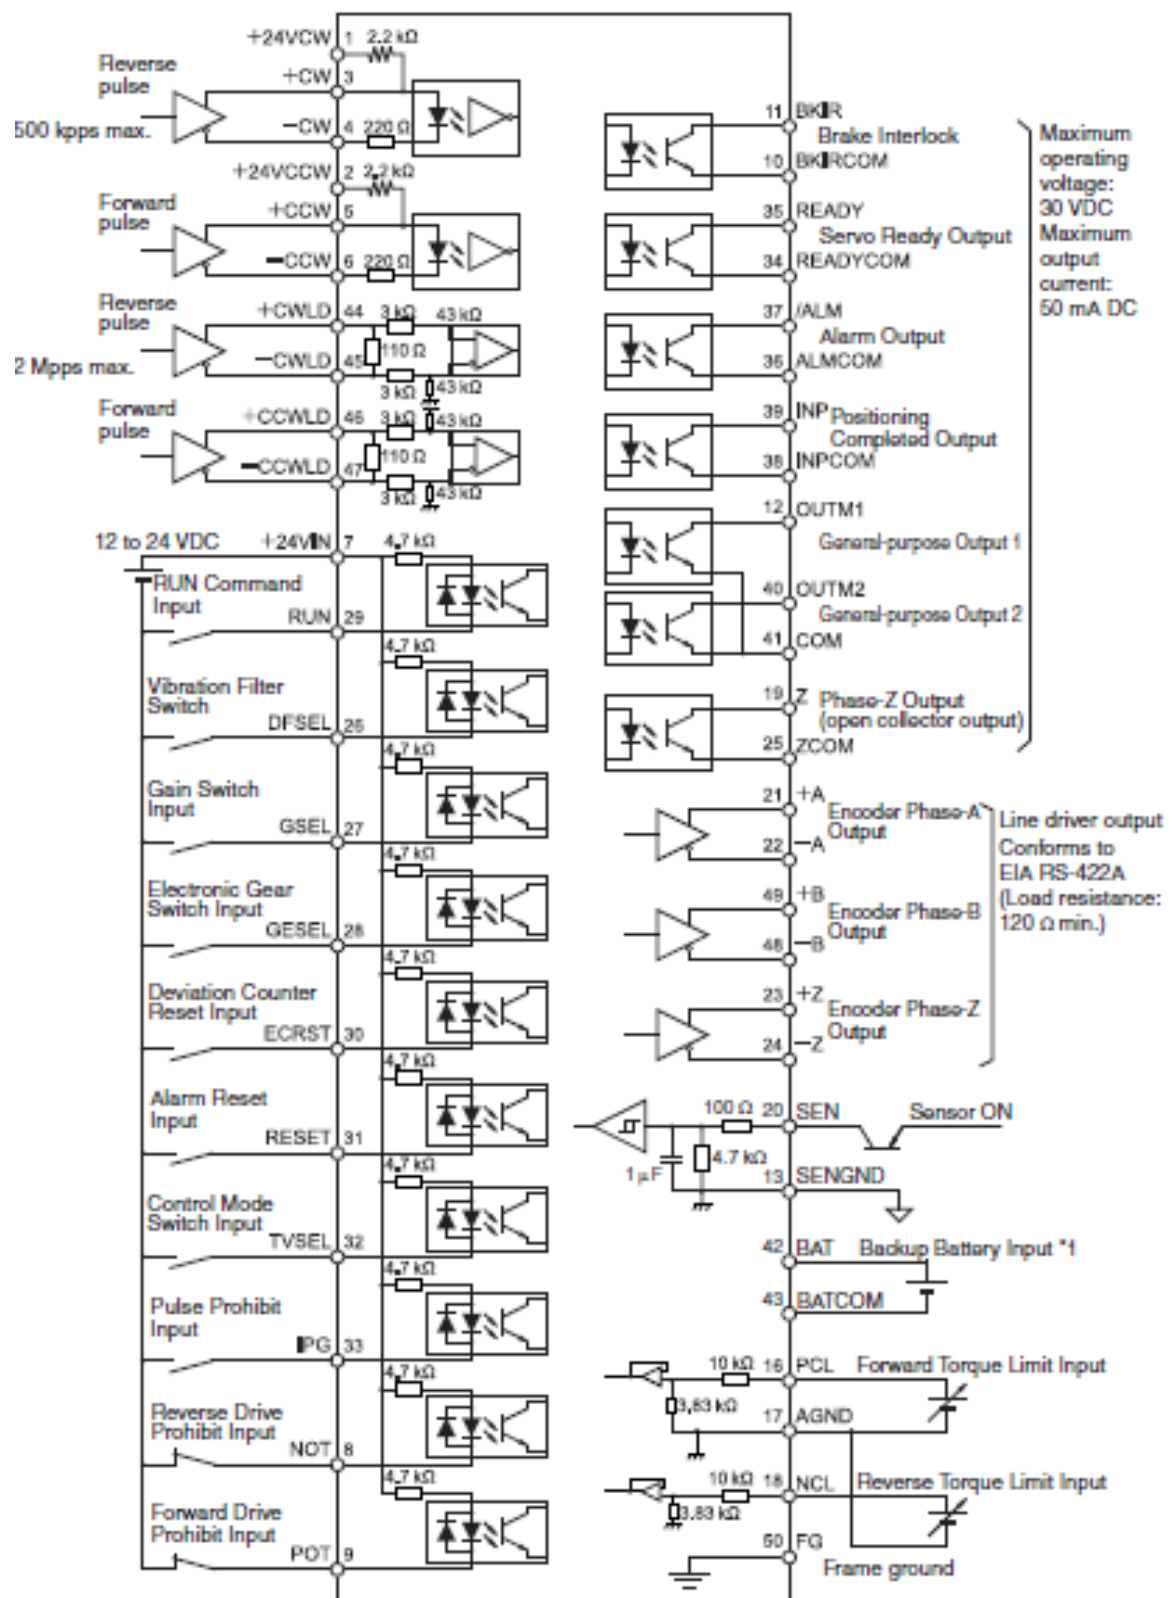 +24VCW 1 2.2 kΩ
Reverse
pulse
+CW 3
500 kpps max.
−CW 4 220 Ω
+24VCCW 2 2.2 kΩ
Forward
pulse
+CCW 5
−CCW 6 220 Ω
Reverse
pulse
+CWLD 44 3 kΩ 43 kΩ
110 Ω
2 Mpps max.
−CWLD 45
3 kΩ 43 kΩ
Forward
pulse
+CCWLD 46 3 kΩ 43 kΩ
110 Ω
−CCWLD 47
3 kΩ 43 kΩ
12 to 24 VDC
+24VIN 7 4.7 kΩ
RUN Command
Input
RUN 29
4.7 kΩ
Vibration Filter
Switch
DFSEL 26
4.7 kΩ
Gain Switch
Input
GSEL 27
4.7 kΩ
Electronic Gear
Switch Input
GESEL 28
4.7 kΩ
Deviation Counter
Reset Input
ECRST 30
4.7 kΩ
Alarm Reset
Input
RESET 31
4.7 kΩ
Control Mode
Switch Input
TVSEL 32
4.7 kΩ
Pulse Prohibit
Input
IPG 33
4.7 kΩ
Reverse Drive
Prohibit Input
NOT 8
4.7 kΩ
Forward Drive
Prohibit Input
POT 9
11 BKIR
Brake Interlock
10 BKIRCOM
35 READY
Servo Ready Output
34 READYCOM
37 /ALM
Alarm Output
36 ALMCOM
39 INP Positioning
Completed Output
38 INPCOM
12 OUTM1
General-purpose Output 1
40 OUTM2
General-purpose Output 2
41 COM
19 Z Phase-Z Output
(open collector output)
25 ZCOM
Maximum
operating
voltage:
30 VDC
Maximum
output
current:
50 mA DC
21 +A
Encoder Phase-A
Output
22 −A
49 +B
Encoder Phase-B
Output
48 −B
23 +Z
Encoder Phase-Z
Output
24 −Z
Line driver output
Conforms to
EIA RS-422A
(Load resistance:
120 Ω min.)
100 Ω 20 SEN Sensor ON
4.7 kΩ
1 μF
13 SENGND
42 BAT Backup Battery Input *1
43 BATCOM
10 kΩ 16 PCL Forward Torque Limit Input
3.83 kΩ
17 AGND
10 kΩ 18 NCL Reverse Torque Limit Input
3.83 kΩ
50 FG
Frame ground